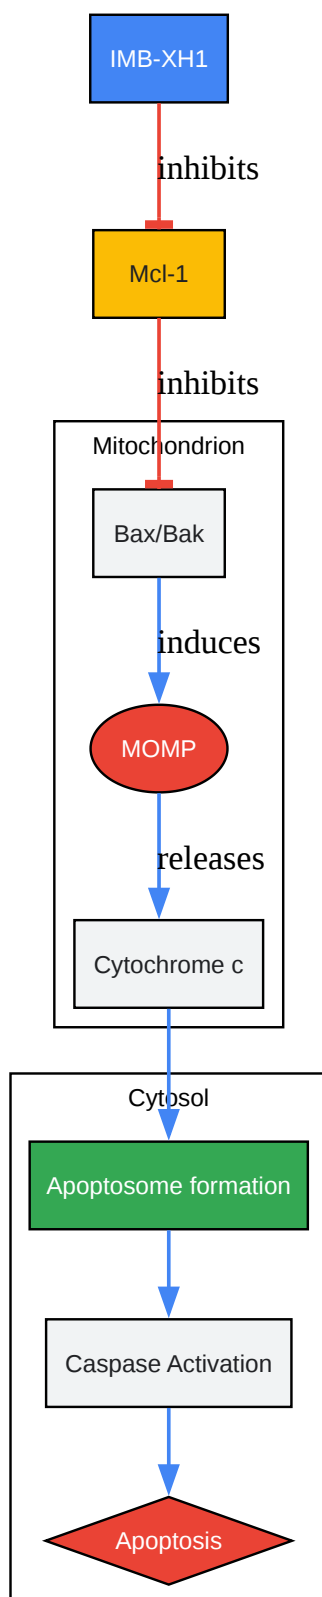 IMB-XH1
inhibits
Mcl-1
inhibits
Mitochondrion
Bax/Bak
induces
MOMP
releases
Cytochrome c
Cytosol
Apoptosome formation
Caspase Activation
Apoptosis